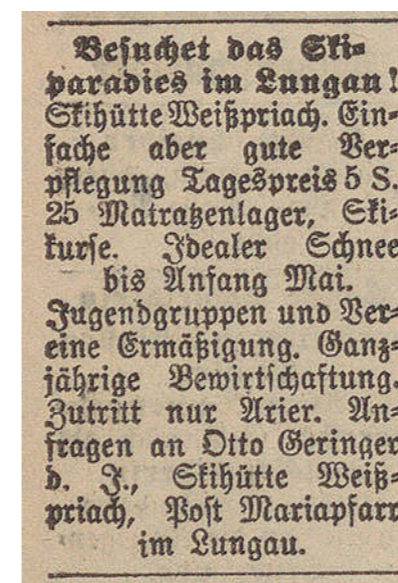 Besuchet das Ski-
paradies im Lungau!
Skihütte Weißpriach. Ein-
fache aber gute Ver-
pflegung Tagespreis 5 S.
25 Matratzenlager, Ski-
kurse. Idealer Schnee
bis Anfang Mai.
Jugendgruppen und Ver-
eine Ermäßigung. Ganz-
jährige Bewirtschaftung.
Zutritt nur Arier. An-
fragen an Otto Geringer
d. J., Skihütte Weiß-
priach, Post Mariapfarr
im Lungau.